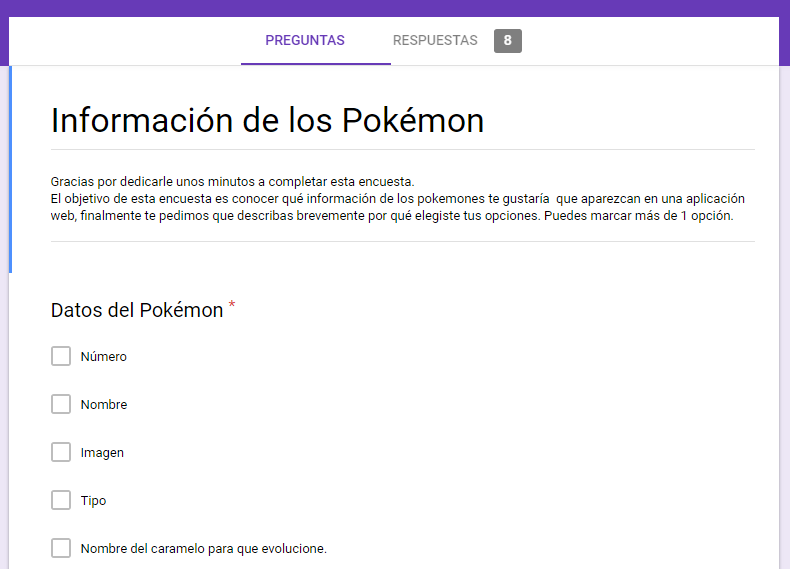 PREGUNTAS RESPUESTAS 8
Información de los Pokémon
Gracias por dedicarle unos minutos a completar esta encuesta.
El objetivo de esta encuesta es conocer qué información de los pokemones te gustaría  que aparezcan en una aplicación
web, finalmente te pedimos que describas brevemente por qué elegiste tus opciones. Puedes marcar más de 1 opción.
Datos del Pokémon *
Número
Nombre
Imagen
Tipo
Nombre del caramelo para que evolucione.